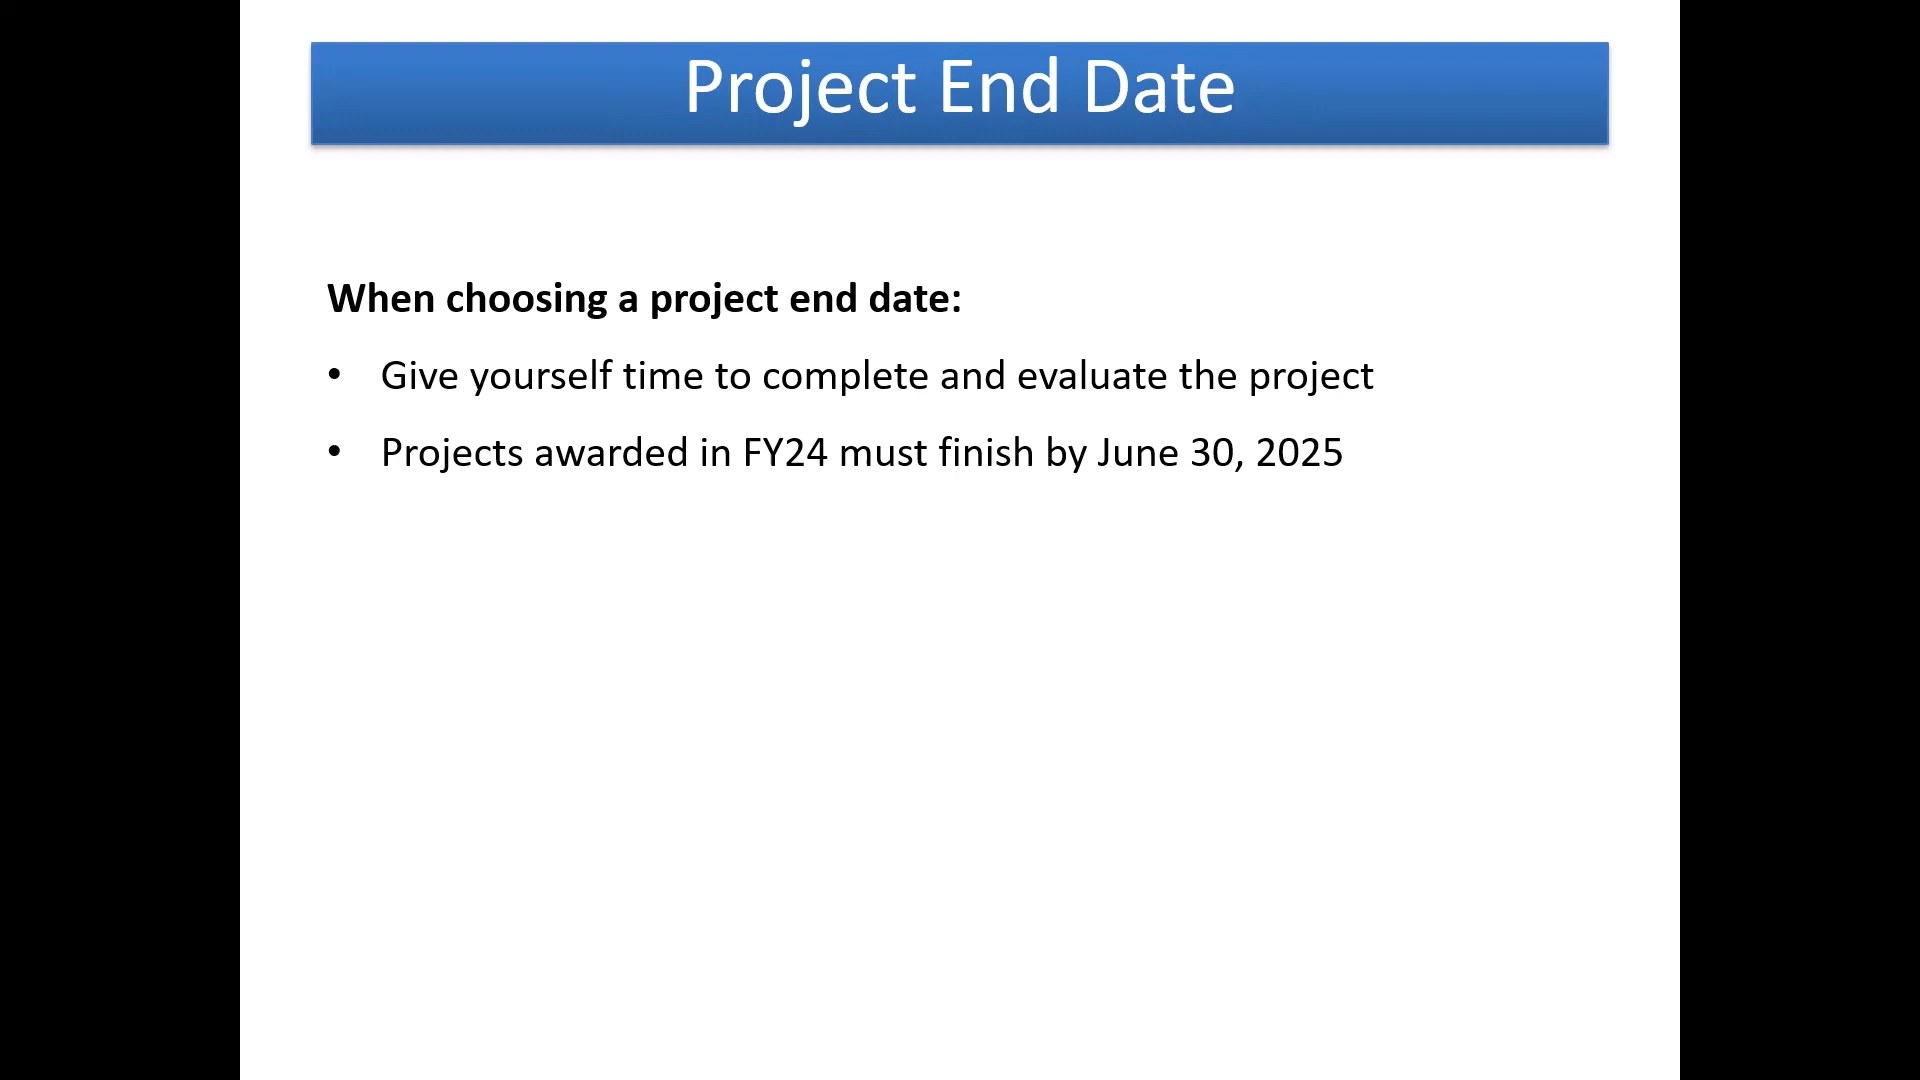 Project End Date
When choosing a project end date:
• Give yourself time to complete and evaluate the project
• Projects awarded in FY24 must finish by June 30, 2025